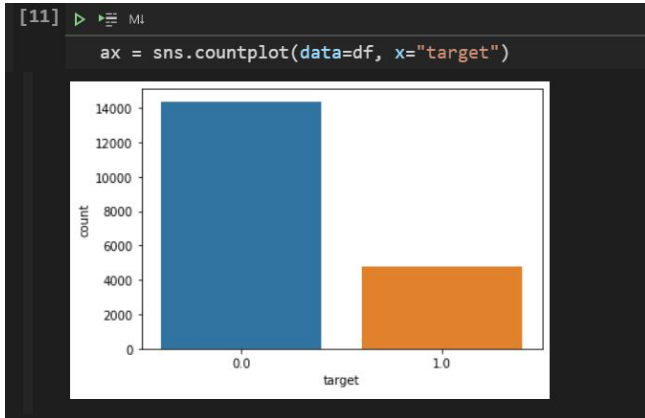 [11] M↓
ax = sns.countplot(data=df, x="target")
14000
12000
10000
8000
6000
4000
2000
0
count
0.0 1.0
target